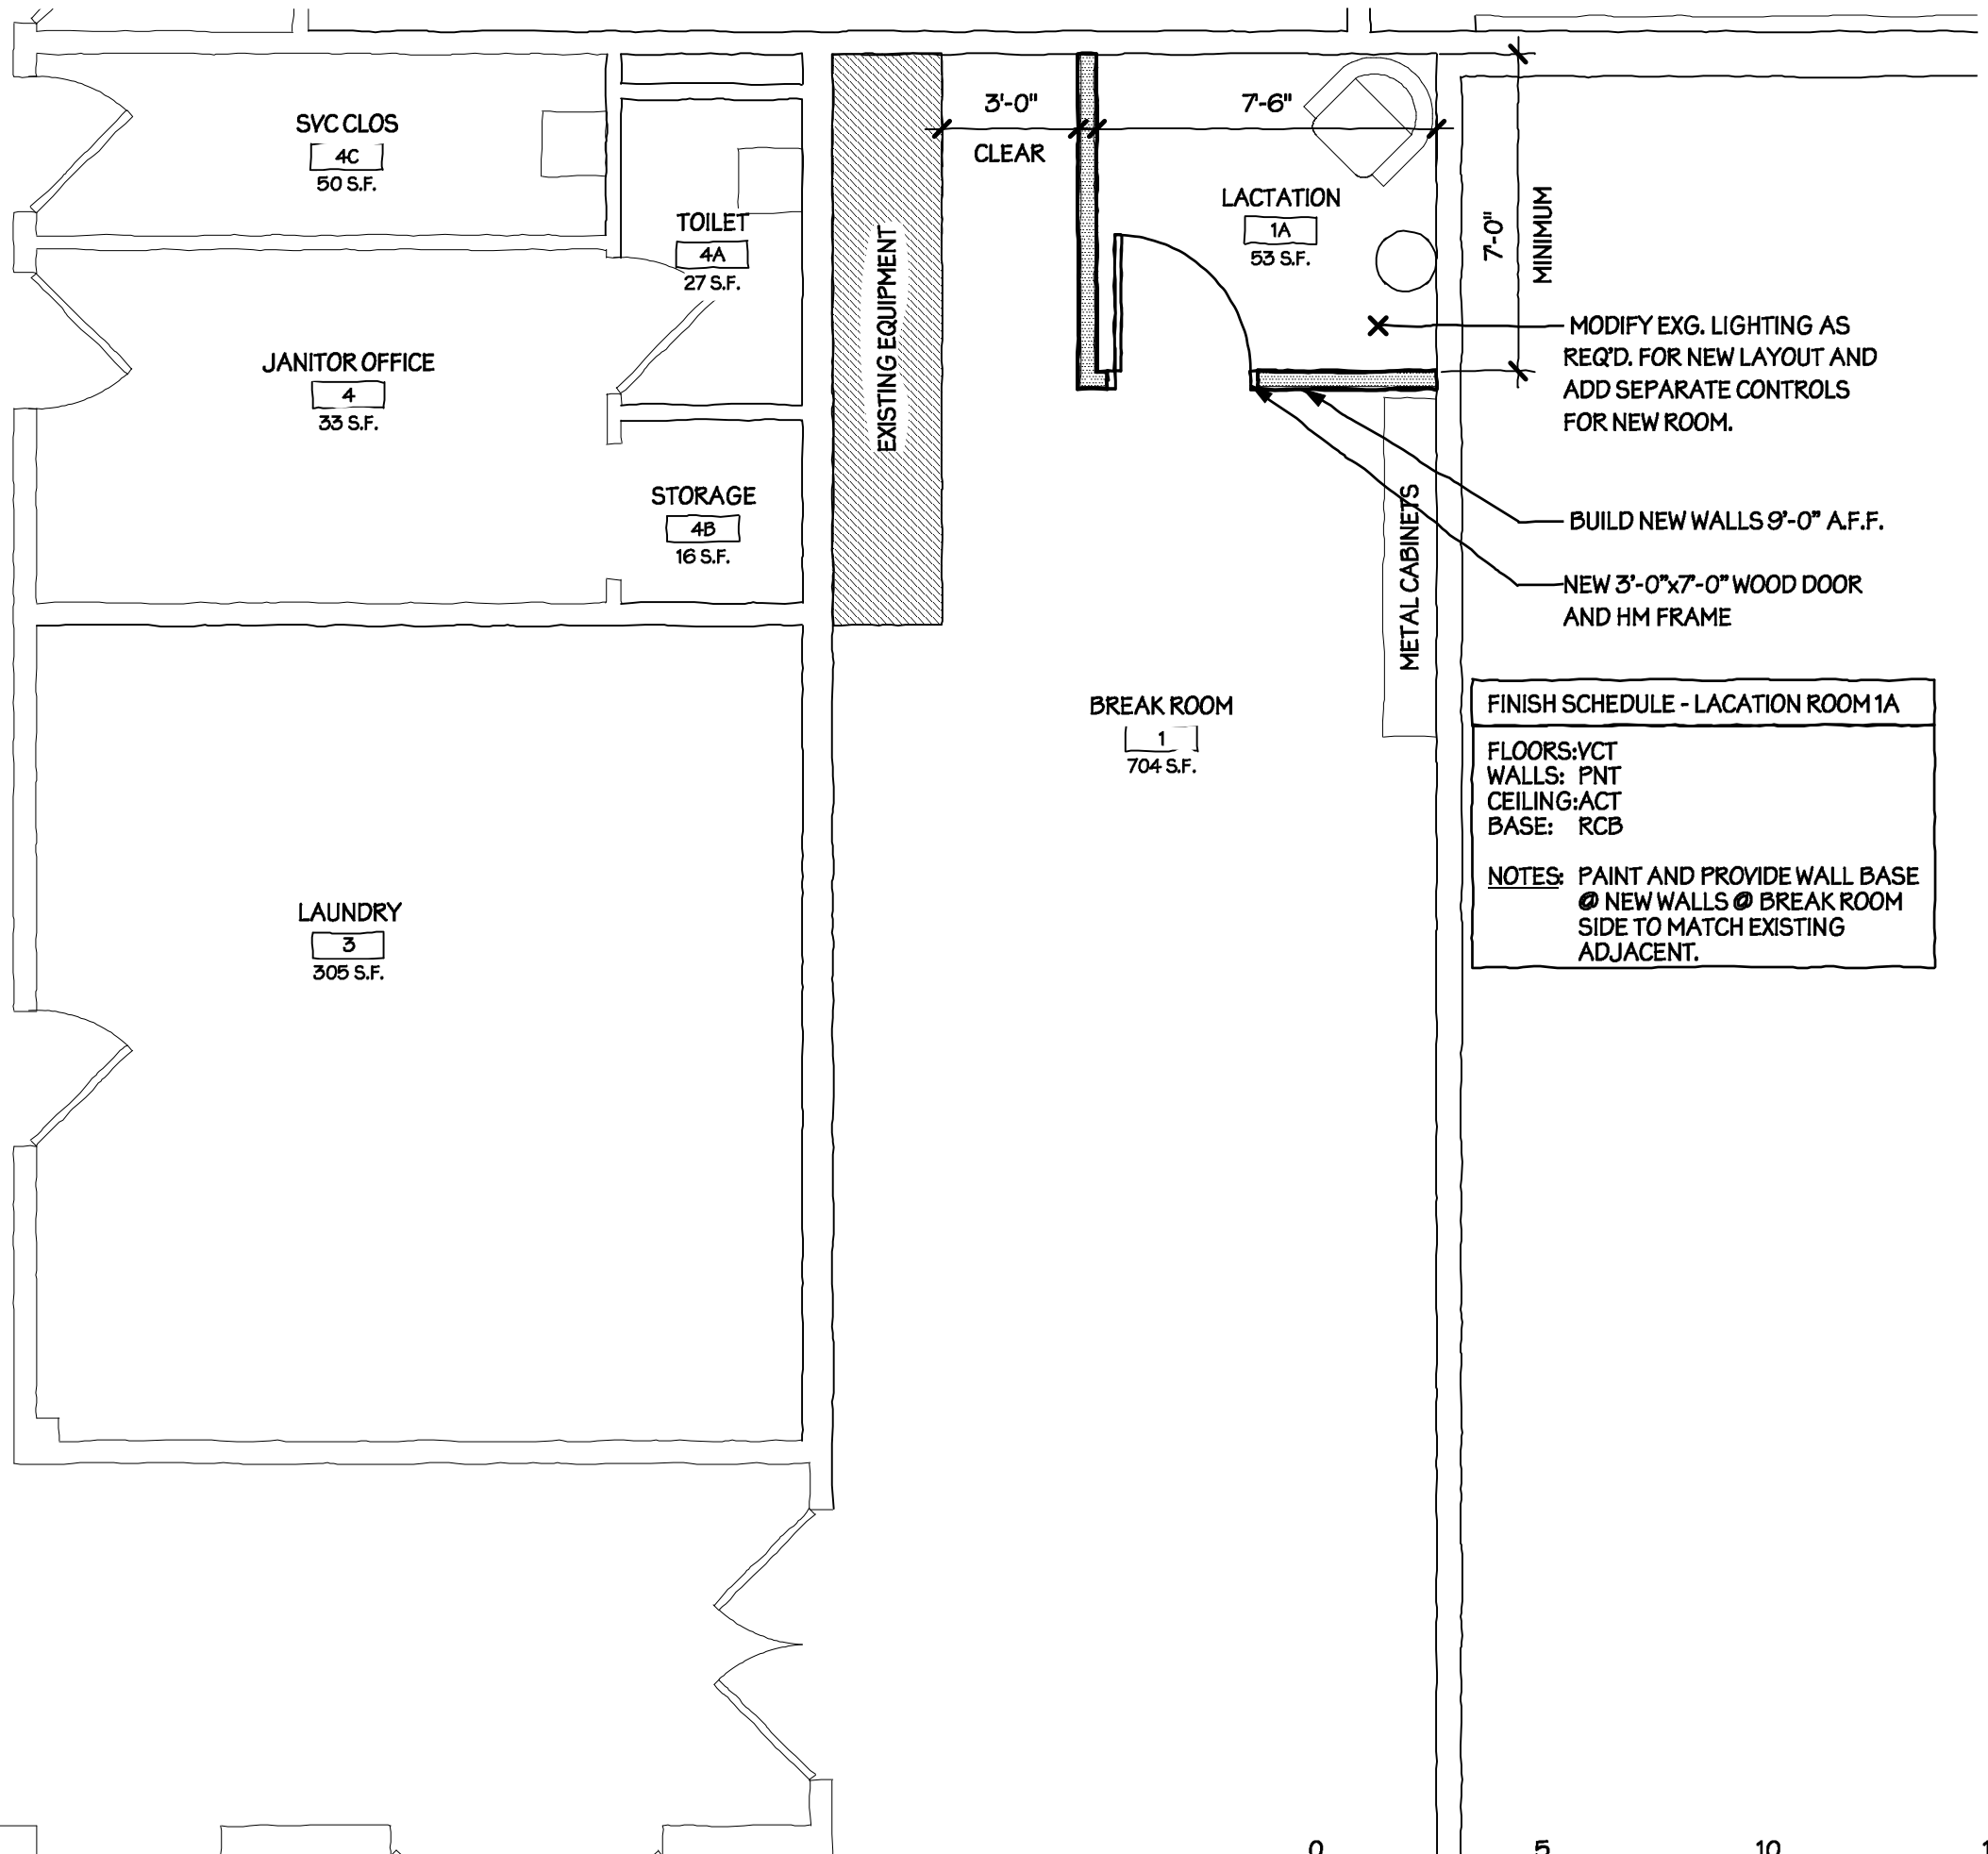 SVC CLOS
4C
50 S.F.
TOILET
4A
27 S.F.
JANITOR OFFICE
4
33 S.F.
STORAGE
4B
16 S.F.
EXISTING EQUIPMENT
3'-0"
CLEAR
7'-6"
LACTATION
1A
53 S.F.
7'-0"
MINIMUM
MODIFY EXG. LIGHTING AS
REQ'D. FOR NEW LAYOUT AND
ADD SEPARATE CONTROLS
FOR NEW ROOM.
BUILD NEW WALLS 9'-0" A.F.F.
NEW 3'-0"x7'-0" WOOD DOOR
AND HM FRAME
METAL CABINETS
BREAK ROOM
1
704 S.F.
FINISH SCHEDULE - LACATION ROOM 1A
FLOORS: VCT
WALLS: PNT
CEILING: ACT
BASE: RCB
NOTES: PAINT AND PROVIDE WALL BASE
@ NEW WALLS @ BREAK ROOM
SIDE TO MATCH EXISTING
ADJACENT.
LAUNDRY
3
305 S.F.
0 5 10